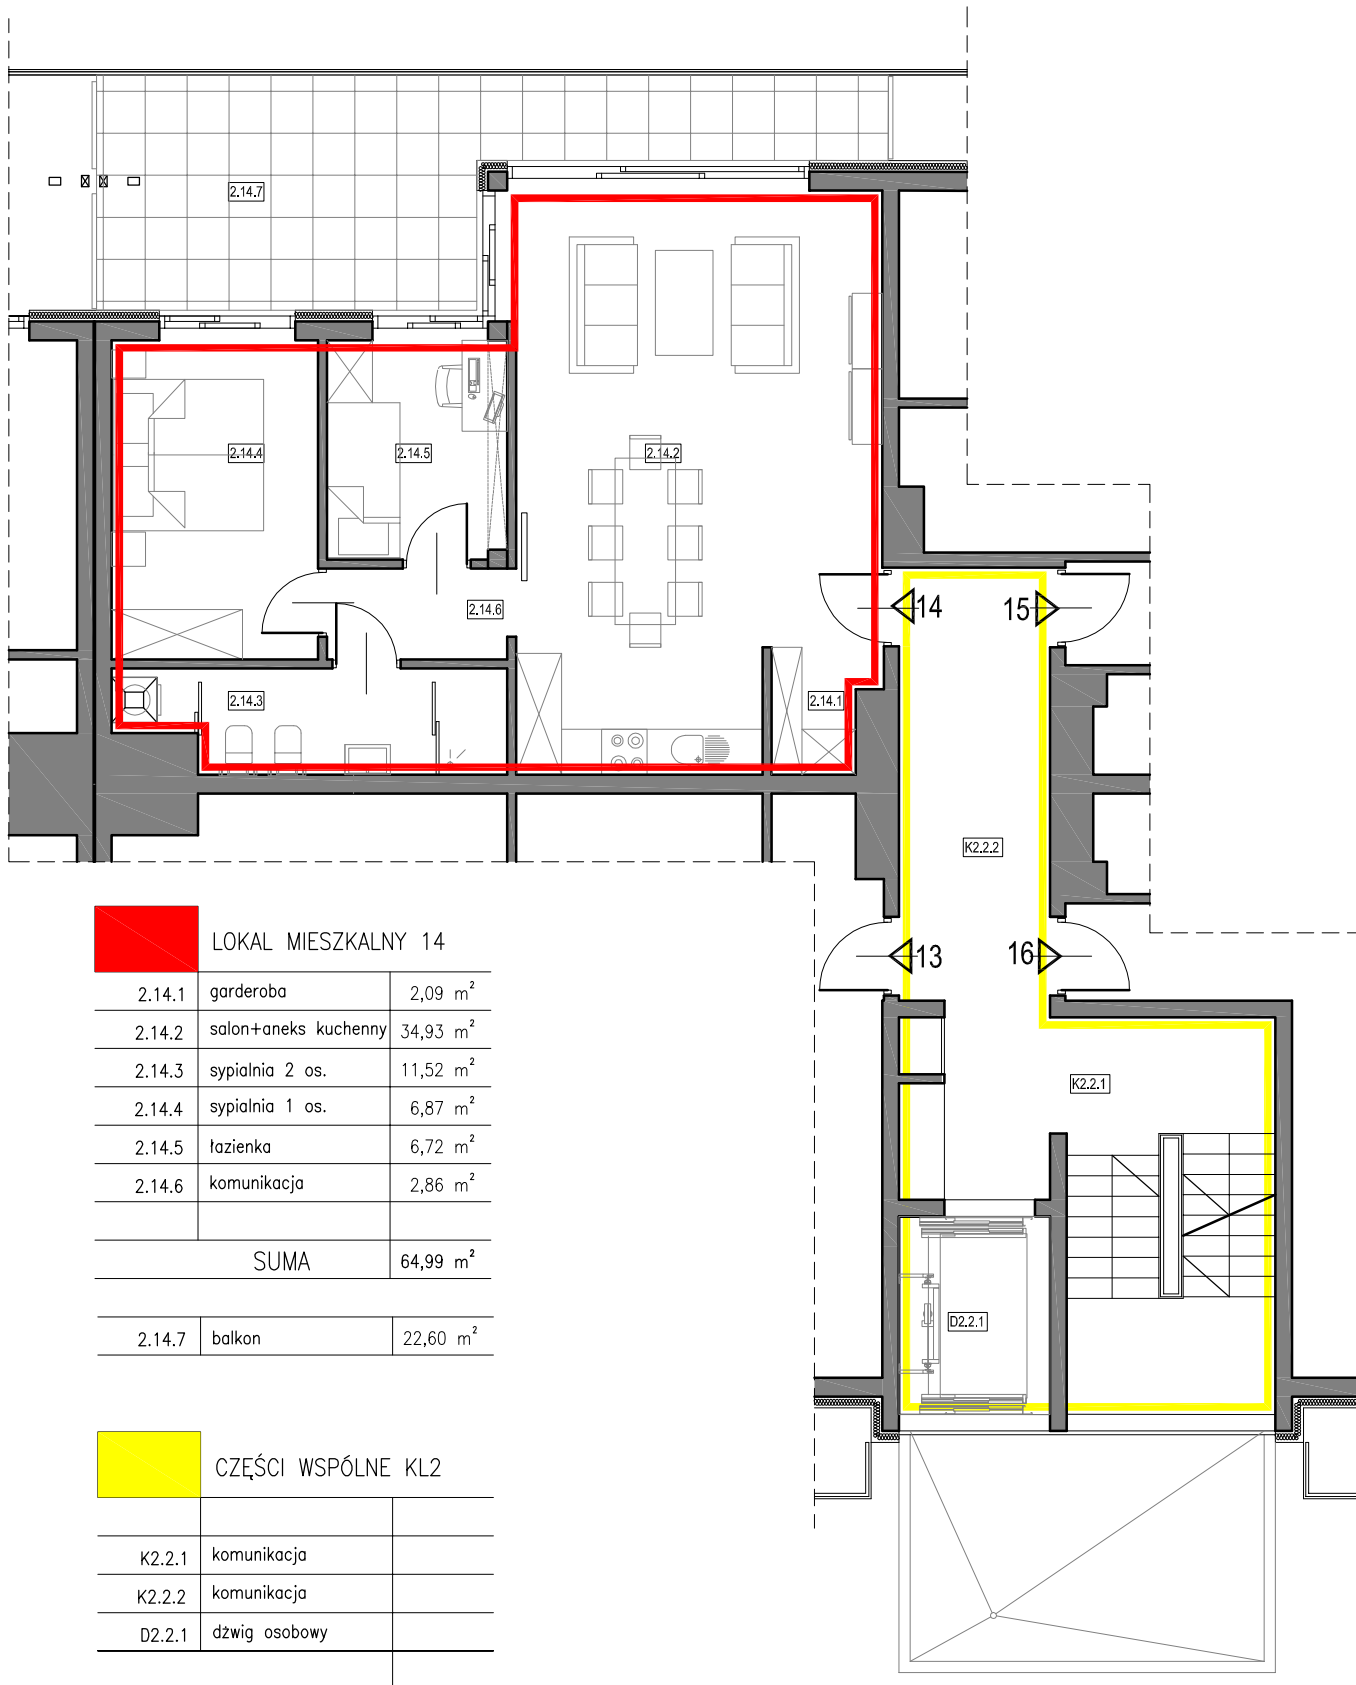 2.14.7
2.14.4
2.14.5
2.14.2
2.14.6
2.14.3
2.14.1
14
15
K2.2.2
13
16
K2.2.1
D2.2.1
LOKAL MIESZKALNY 14
2.14.1 garderoba 2,09 m²
2.14.2 salon+aneks kuchenny 34,93 m²
2.14.3 sypialnia 2 os. 11,52 m²
2.14.4 sypialnia 1 os. 6,87 m²
2.14.5 łazienka 6,72 m²
2.14.6 komunikacja 2,86 m²
SUMA 64,99 m²
2.14.7 balkon 22,60 m²
CZĘŚCI WSPÓLNE KL2
K2.2.1 komunikacja
K2.2.2 komunikacja
D2.2.1 dźwig osobowy